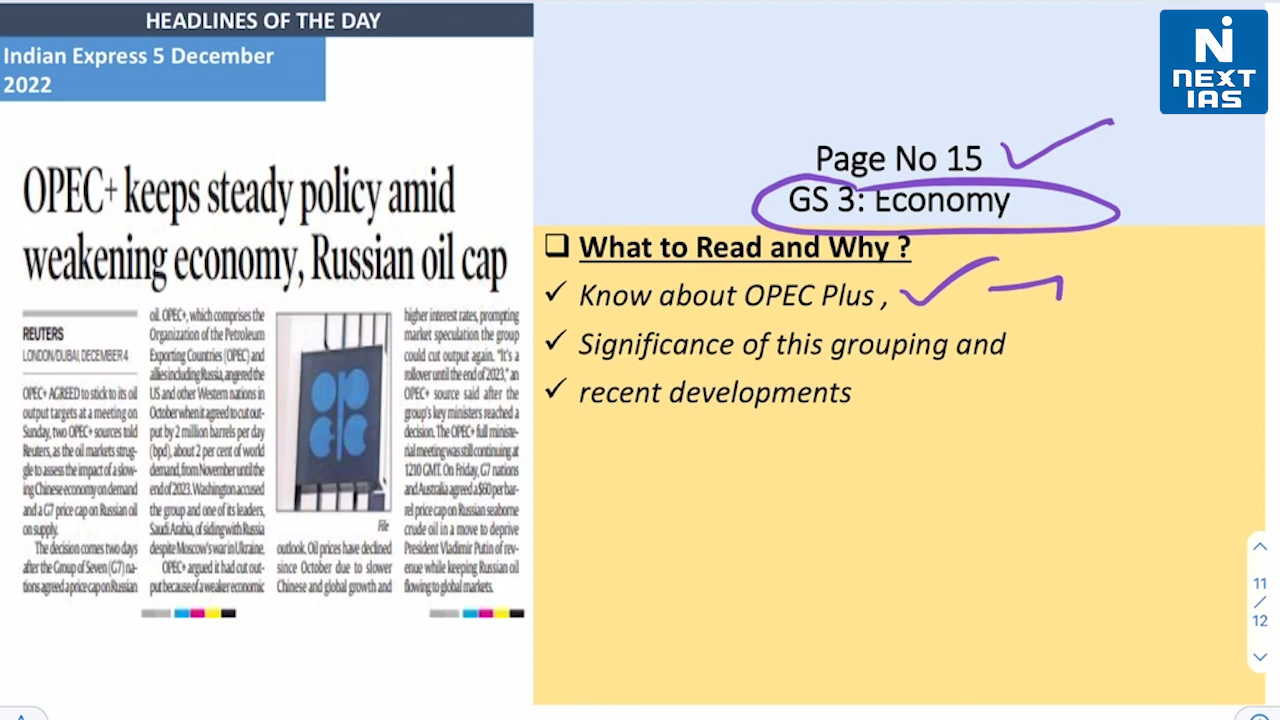 HEADLINES OF THE DAY
Indian Express 5 December
2022
OPEC+ keeps steady policy amid
weakening economy, Russian oil cap
REUTERS
LONDON/DUBAI, DECEMBER 4
OPEC+ AGREED to stick to its oil
output targets at a meeting on
Sunday, two OPEC+ sources told
Reuters, as the oil markets strug-
gle to assess the impact of a slow-
ing Chinese economy on demand
and a G7 price cap on Russian oil
on supply.
The decision comes two days
after the Group of Seven (G7) na-
tions agreed a price cap on Russian
oil. OPEC+, which comprises the
Organization of the Petroleum
Exporting Countries (OPEC) and
allies including Russia, angered the
US and other Western nations in
October when it agreed to cut out-
put by 2 million barrels per day
(bpd), about 2 per cent of world
demand, from November until the
end of 2023. Washington accused
the group and one of its leaders,
Saudi Arabia, of siding with Russia
despite Moscow's war in Ukraine.
OPEC+ argued it had cut out-
put because of a weaker economic
opec
File
outlook. Oil prices have declined
since October due to slower
Chinese and global growth and
higher interest rates, prompting
market speculation the group
could cut output again. "It's a
rollover until the end of 2023," an
OPEC+ source said after the
group's key ministers reached a
decision. The OPEC+ full ministe-
rial meeting was still continuing at
1210 GMT. On Friday, G7 nations
and Australia agreed a $60 per bar-
rel price cap on Russian seaborne
crude oil in a move to deprive
President Vladimir Putin of rev-
enue while keeping Russian oil
flowing to global markets.
NEXT
IAS
Page No 15
GS 3: Economy
What to Read and Why ?
Know about OPEC Plus ,
Significance of this grouping and
recent developments
11
/
12